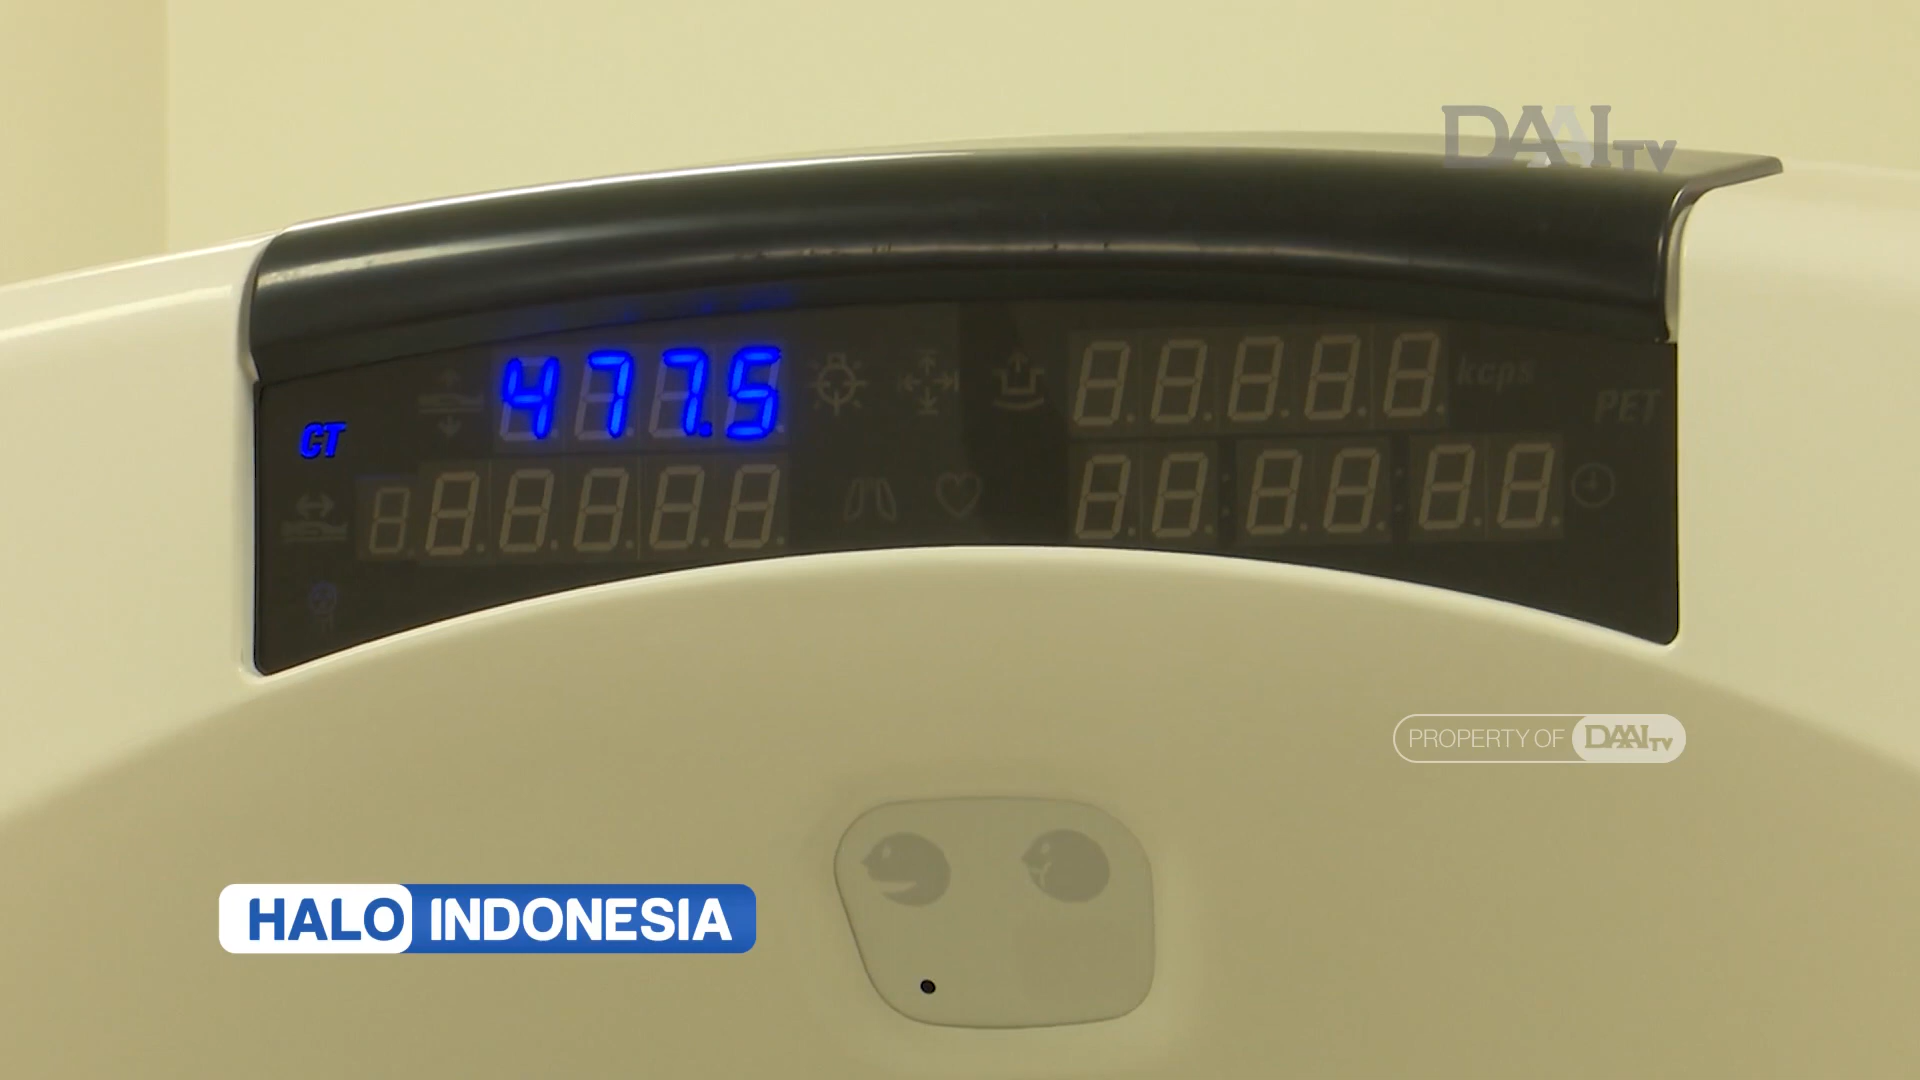 DAAI TV
477.5
kcps
CT
PET
PROPERTY OF DAAI TV
HALO INDONESIA